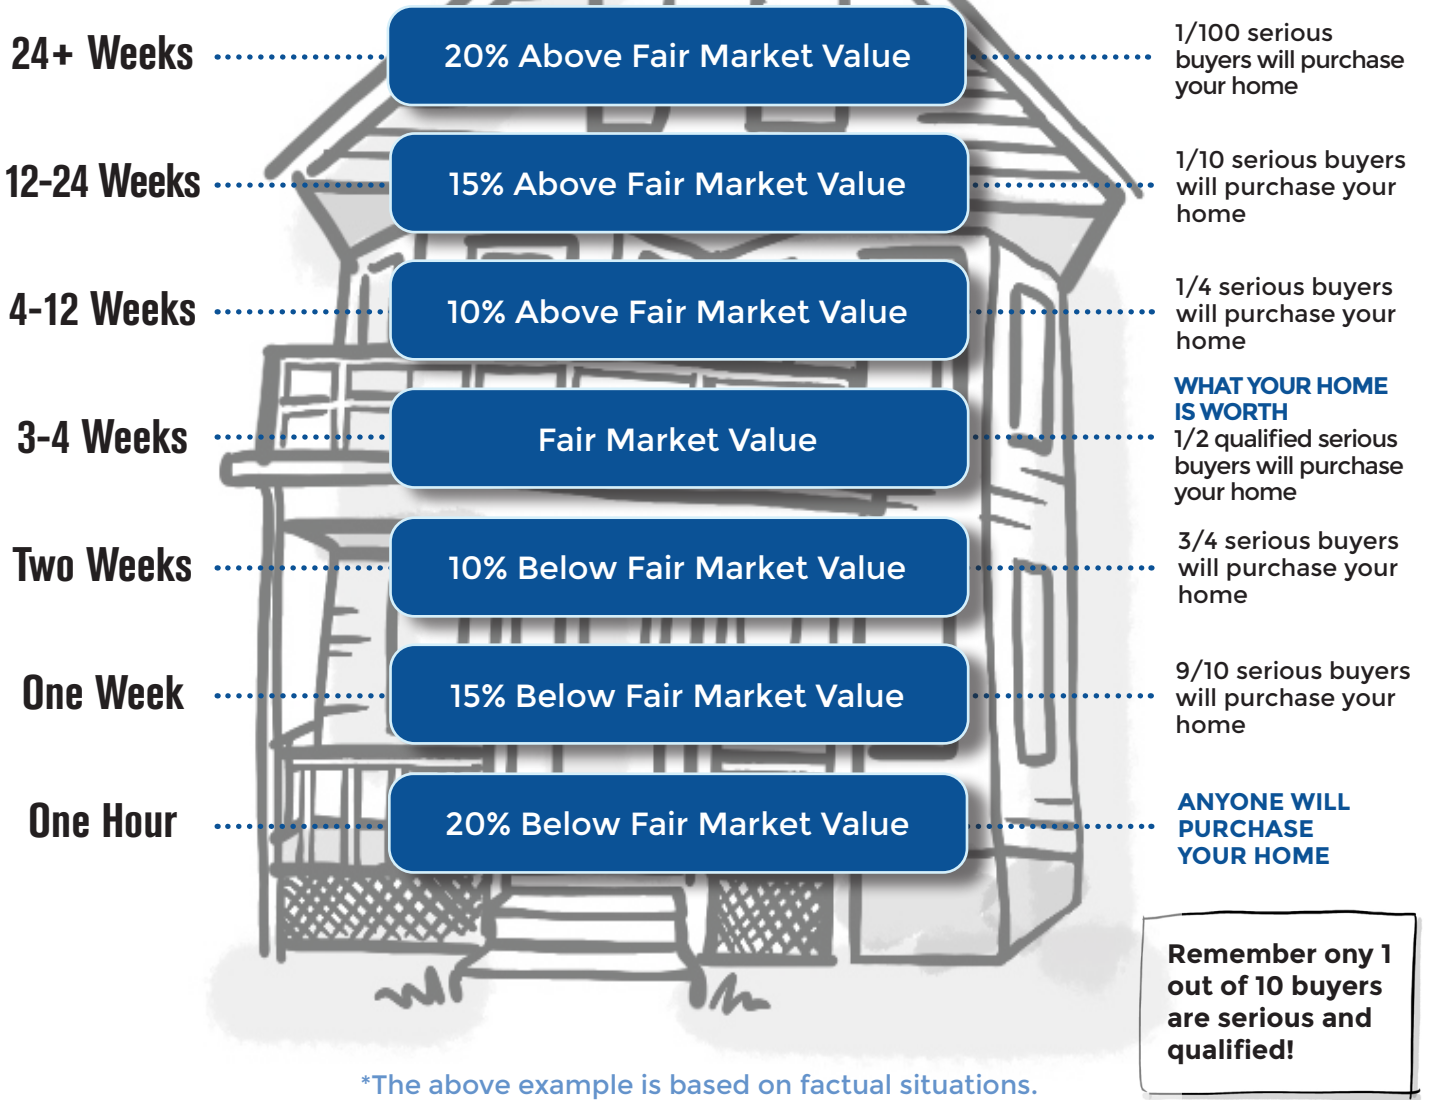 24+ Weeks
20% Above Fair Market Value
1/100 serious
buyers will purchase
your home
12-24 Weeks
15% Above Fair Market Value
1/10 serious buyers
will purchase your
home
4-12 Weeks
10% Above Fair Market Value
1/4 serious buyers
will purchase your
home
3-4 Weeks
Fair Market Value
WHAT YOUR HOME
IS WORTH
1/2 qualified serious
buyers will purchase
your home
Two Weeks
10% Below Fair Market Value
3/4 serious buyers
will purchase your
home
One Week
15% Below Fair Market Value
9/10 serious buyers
will purchase your
home
One Hour
20% Below Fair Market Value
ANYONE WILL
PURCHASE
YOUR HOME
Remember ony 1
out of 10 buyers
are serious and
qualified!
*The above example is based on factual situations.